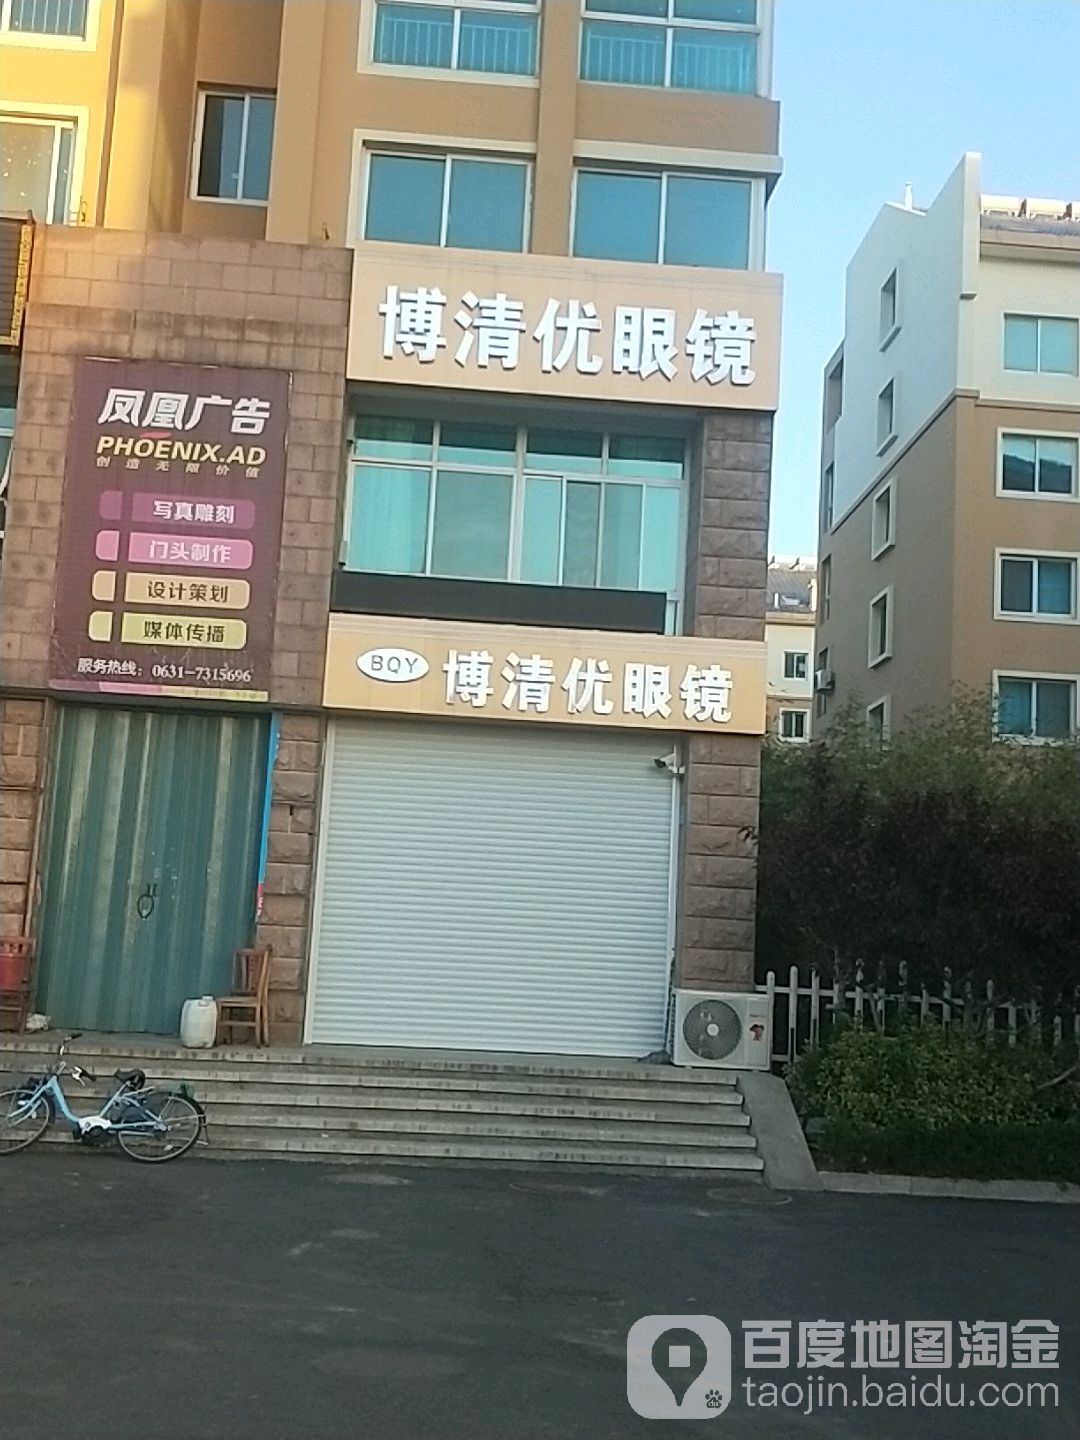 博清优眼镜
凤凰广告
PHOENIX.AD
创造无限价值
写真雕刻
门头制作
设计策划
媒体传播
服务热线：0631-7315696
BQY 博清优眼镜
百度地图淘金
du
taojin.baidu.com